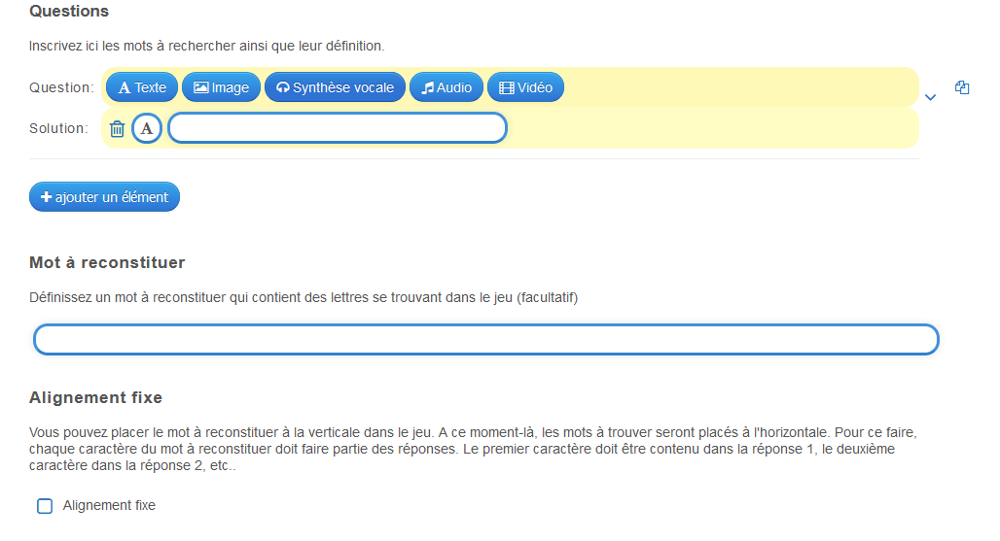 Questions
Inscrivez ici les mots à rechercher ainsi que leur définition.
Question: A Texte Image Synthèse vocale Audio Vidéo
Solution: A
+ ajouter un élément
Mot à reconstituer
Définissez un mot à reconstituer qui contient des lettres se trouvant dans le jeu (facultatif)
Alignement fixe
Vous pouvez placer le mot à reconstituer à la verticale dans le jeu. A ce moment-là, les mots à trouver seront placés à l'horizontale. Pour ce faire,
chaque caractère du mot à reconstituer doit faire partie des réponses. Le premier caractère doit être contenu dans la réponse 1, le deuxième
caractère dans la réponse 2, etc..
Alignement fixe